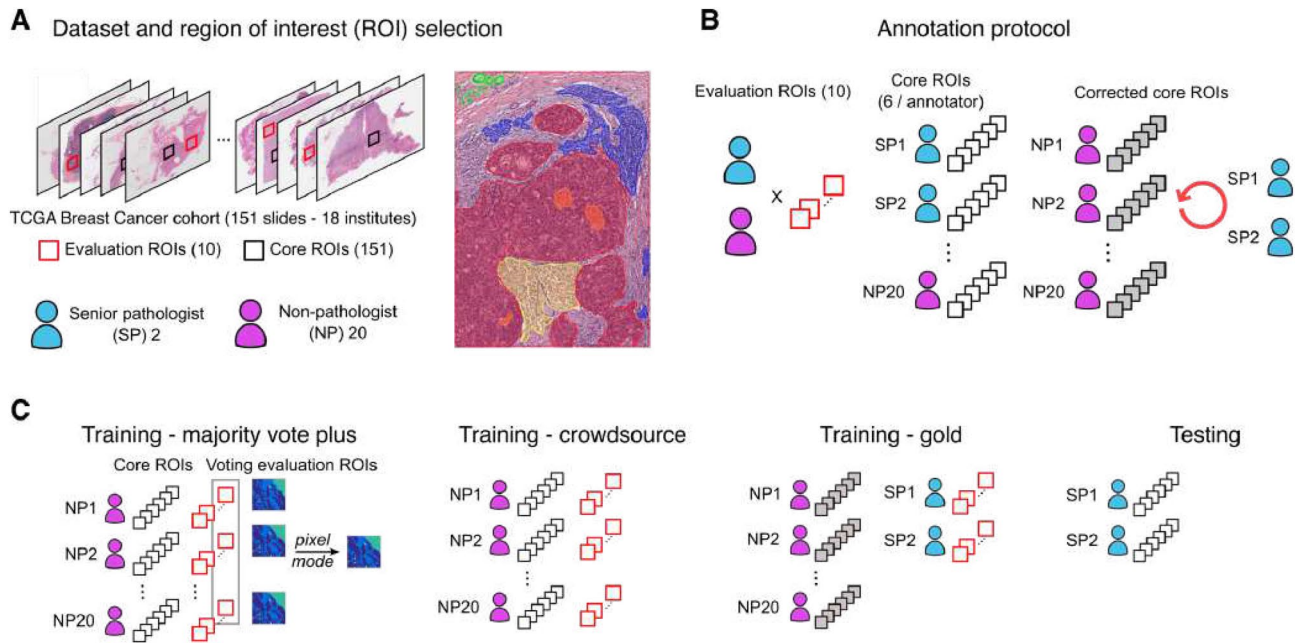 A
Dataset and region of interest (ROI) selection
...
TCGA Breast Cancer cohort (151 slides - 18 institutes)
Evaluation ROIs (10)
Core ROIs (151)
Senior pathologist
(SP) 2
Non-pathologist
(NP) 20
B
Annotation protocol
Evaluation ROIs (10)
x
Core ROIs
(6 / annotator)
SP1
SP2
NP20
Corrected core ROIs
NP1
NP2
NP20
SP1
SP2
C
Training - majority vote plus
Core ROIs
Voting evaluation ROIs
NP1
NP2
NP20
pixel
mode
Training - crowdsource
NP1
NP2
NP20
Training - gold
NP1
NP2
NP20
SP1
SP2
Testing
SP1
SP2